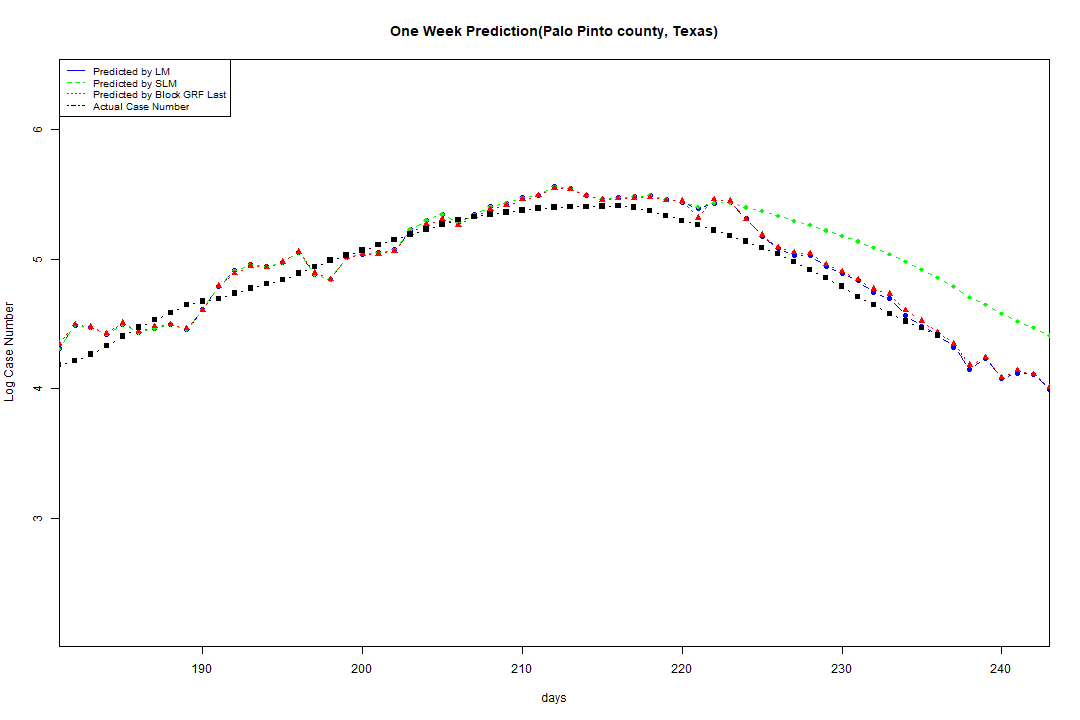 One Week Prediction(Palo Pinto county, Texas)
Predicted by LM
Predicted by SLM
Predicted by Block GRF Last
Actual Case Number
6
5
4
3
Log Case Number
190 200 210 220 230 240
days